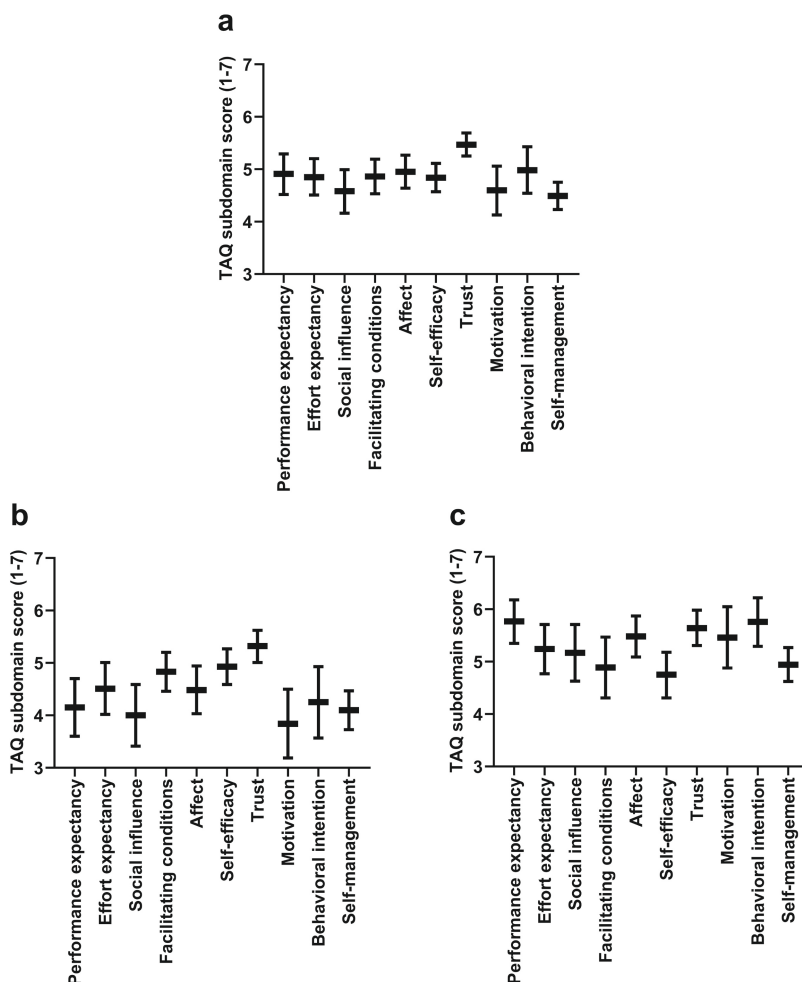 a
TAQ subdomain score (1-7)
7
6
5
4
3
Performance expectancy
Effort expectancy
Social influence
Facilitating conditions
Affect
Self-efficacy
Trust
Motivation
Behavioral intention
Self-management
b
TAQ subdomain score (1-7)
7
6
5
4
3
Performance expectancy
Effort expectancy
Social influence
Facilitating conditions
Affect
Self-efficacy
Trust
Motivation
Behavioral intention
Self-management
c
TAQ subdomain score (1-7)
7
6
5
4
3
Performance expectancy
Effort expectancy
Social influence
Facilitating conditions
Affect
Self-efficacy
Trust
Motivation
Behavioral intention
Self-management